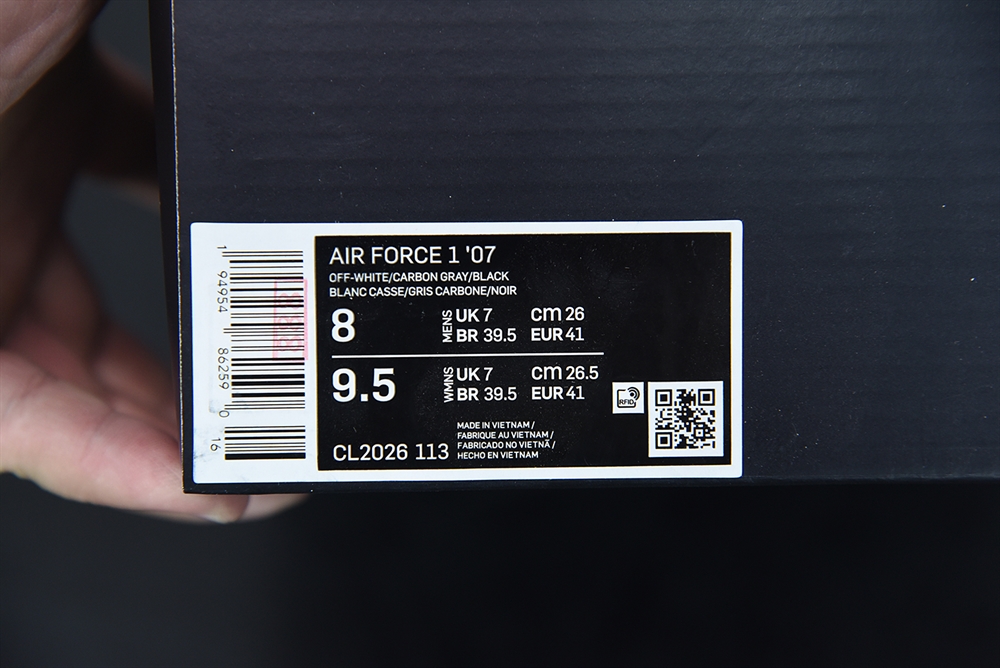 AIR FORCE 1 '07
OFF-WHITE/CARBON GRAY/BLACK
BLANC CASSE/GRIS CARBONE/NOIR
8 MENS UK 7 cm 26
BR 39.5 EUR 41
9.5 WMNS UK 7 cm 26.5
BR 39.5 EUR 41
RFID
CL2026 113
MADE IN VIETNAM /
FABRIQUE AU VIETNAM /
FABRICADO NO VIETNÃ /
HECHO EN VIETNAM
1 94954 86259 0 16